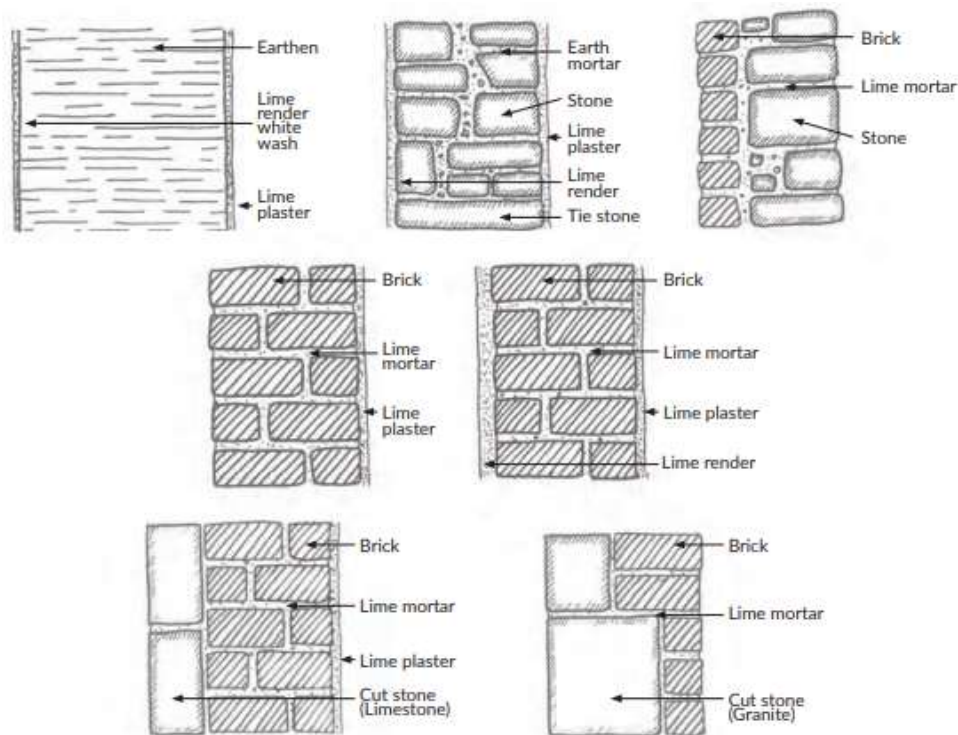 Earthen
Lime
render
white
wash
Lime
plaster
Earth
mortar
Stone
Lime
plaster
Lime
render
Tie stone
Brick
Lime mortar
Stone
Brick
Lime
mortar
Lime
plaster
Brick
Lime mortar
Lime plaster
Lime render
Brick
Lime mortar
Lime plaster
Cut stone
(Limestone)
Brick
Lime mortar
Cut stone
(Granite)